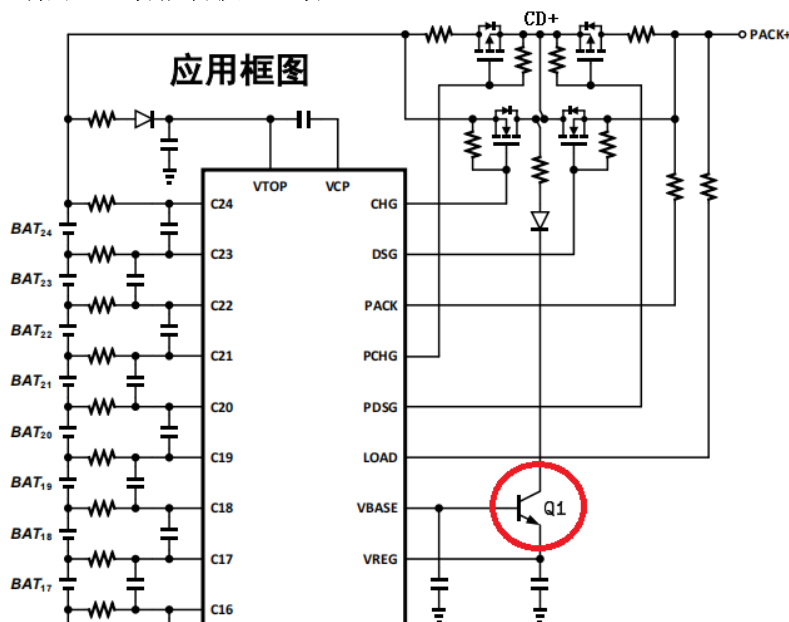 CD+
PACK+
应用框图
VTOP
VCP
C24
CHG
BAT24
C23
DSG
BAT23
C22
PACK
BAT22
C21
PCHG
BAT21
C20
PDSG
BAT20
C19
LOAD
BAT19
C18
VBASE
Q1
BAT18
C17
VREG
BAT17
C16